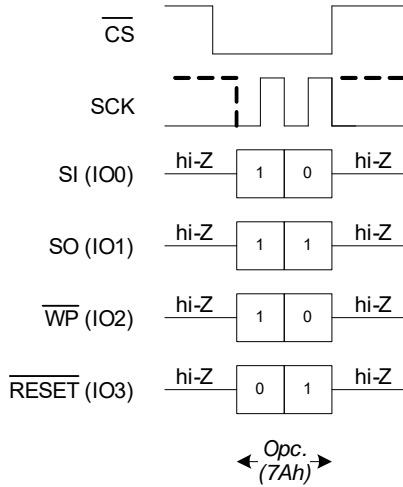 CS
SCK
hi-Z hi-Z
SI (IO0) 1 0
hi-Z hi-Z
SO (IO1) 1 1
hi-Z hi-Z
WP (IO2) 1 0
hi-Z hi-Z
RESET (IO3) 0 1
Opc.
(7Ah)